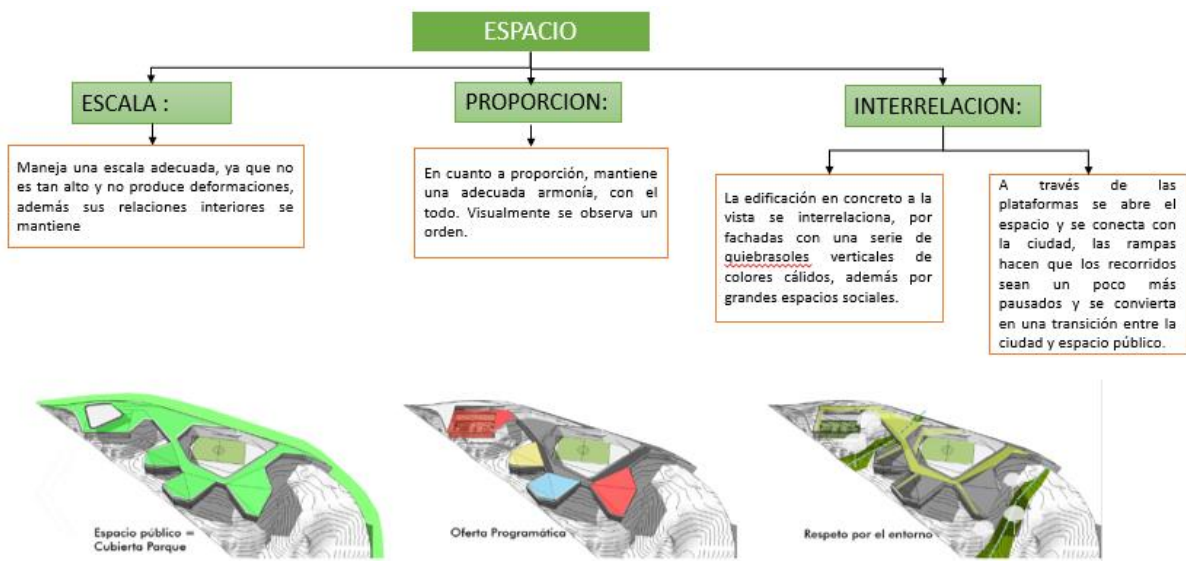 ESPACIO
ESCALA :
PROPORCION:
INTERRELACION:
Maneja una escala adecuada, ya que no
es tan alto y no produce deformaciones,
además sus relaciones interiores se
mantiene
En cuanto a proporción, mantiene
una adecuada armonía, con el
todo. Visualmente se observa un
orden.
La edificación en concreto a la
vista se interrelaciona, por
fachadas con una serie de
quiebrasoles verticales de
colores cálidos, además por
grandes espacios sociales.
A través de las
plataformas se abre el
espacio y se conecta con
la ciudad, las rampas
hacen que los recorridos
sean un poco más
pausados y se convierta
en una transición entre la
ciudad y espacio público.
Espacio público =
Cubierta Parque
Oferta Programática
Respeto por el entorno